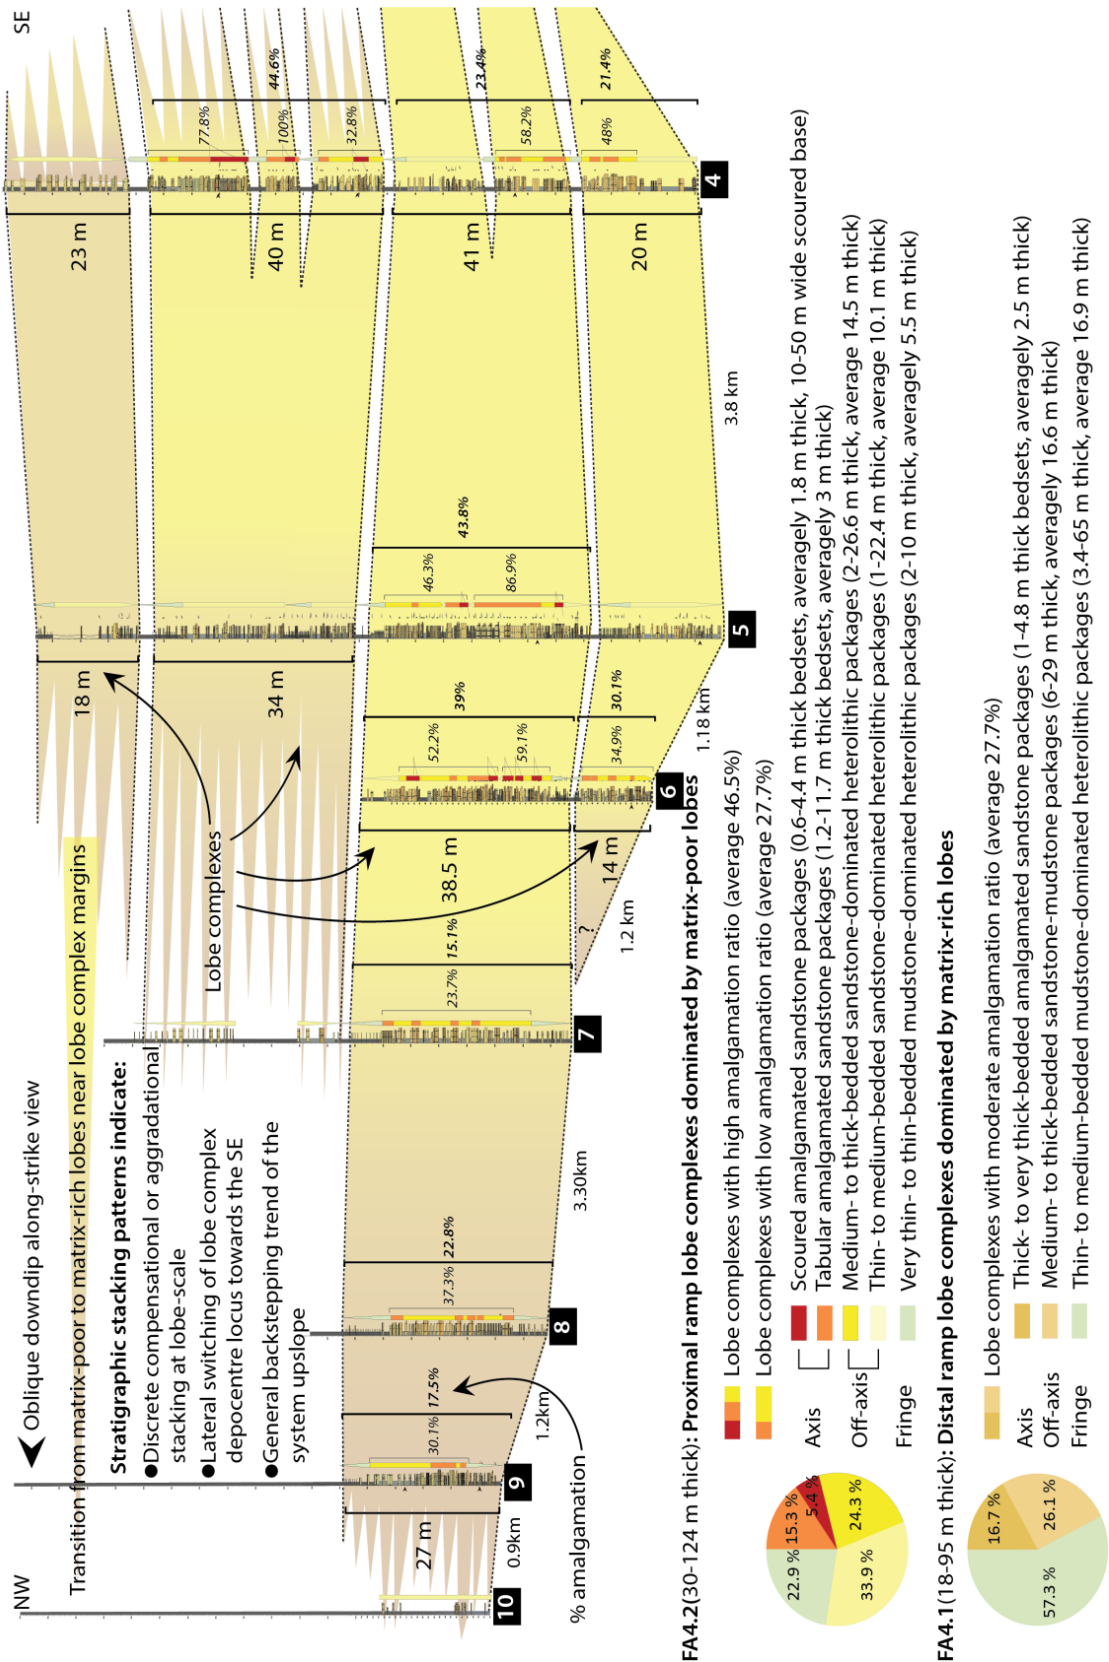 NW
SE
Oblique downdip along-strike view
Transition from matrix-poor to matrix-rich lobes near lobe complex margins
Stratigraphic stacking patterns indicate:
●Discrete compensational or aggradational
stacking at lobe-scale
●Lateral switching of lobe complex
depocentre locus towards the SE
●General backstepping trend of the
system upslope
Lobe complexes
% amalgamation
10
0.9km
27 m
9
30.1%
17.5%
1.2km
8
37.3%
22.8%
3.30km
7
23.7%
15.1%
1.2 km
?
38.5 m
14 m
6
52.2%
59.1%
34.9%
39%
30.1%
1.18 km
18 m
34 m
5
46.3%
86.9%
43.8%
3.8 km
23 m
40 m
41 m
20 m
4
77.8%
100%
32.8%
58.2%
48%
44.6%
23.4%
21.4%
FA4.2(30-124 m thick): Proximal ramp lobe complexes dominated by matrix-poor lobes
Lobe complexes with high amalgamation ratio (average 46.5%)
Lobe complexes with low amalgamation ratio (average 27.7%)
Axis
Scoured amalgamated sandstone packages (0.6-4.4 m thick bedsets, averagely 1.8 m thick, 10-50 m wide scoured base)
Tabular amalgamated sandstone packages (1.2-11.7 m thick bedsets, average 3 m thick)
Off-axis
Medium- to thick-bedded sandstone-dominated heterolithic packages (2-26.6 m thick, average 14.5 m thick)
Thin- to medium-bedded sandstone-dominated heterolithic packages (1-22.4 m thick, average 10.1 m thick)
Fringe
Very thin- to thin-bedded mudstone-dominated heterolithic packages (2-10 m thick, averagely 5.5 m thick)
22.9 %
15.3 %
5.4 %
24.3 %
33.9 %
FA4.1(18-95 m thick): Distal ramp lobe complexes dominated by matrix-rich lobes
Lobe complexes with moderate amalgamation ratio (average 27.7%)
Axis
Thick- to very thick-bedded amalgamated sandstone packages (1-4.8 m thick bedsets, averagely 2.5 m thick)
Off-axis
Medium- to thick-bedded sandstone-mudstone packages (6-29 m thick, averagely 16.6 m thick)
Fringe
Thin- to medium-bedded mudstone-dominated heterolithic packages (3.4-65 m thick, average 16.9 m thick)
16.7 %
26.1 %
57.3 %